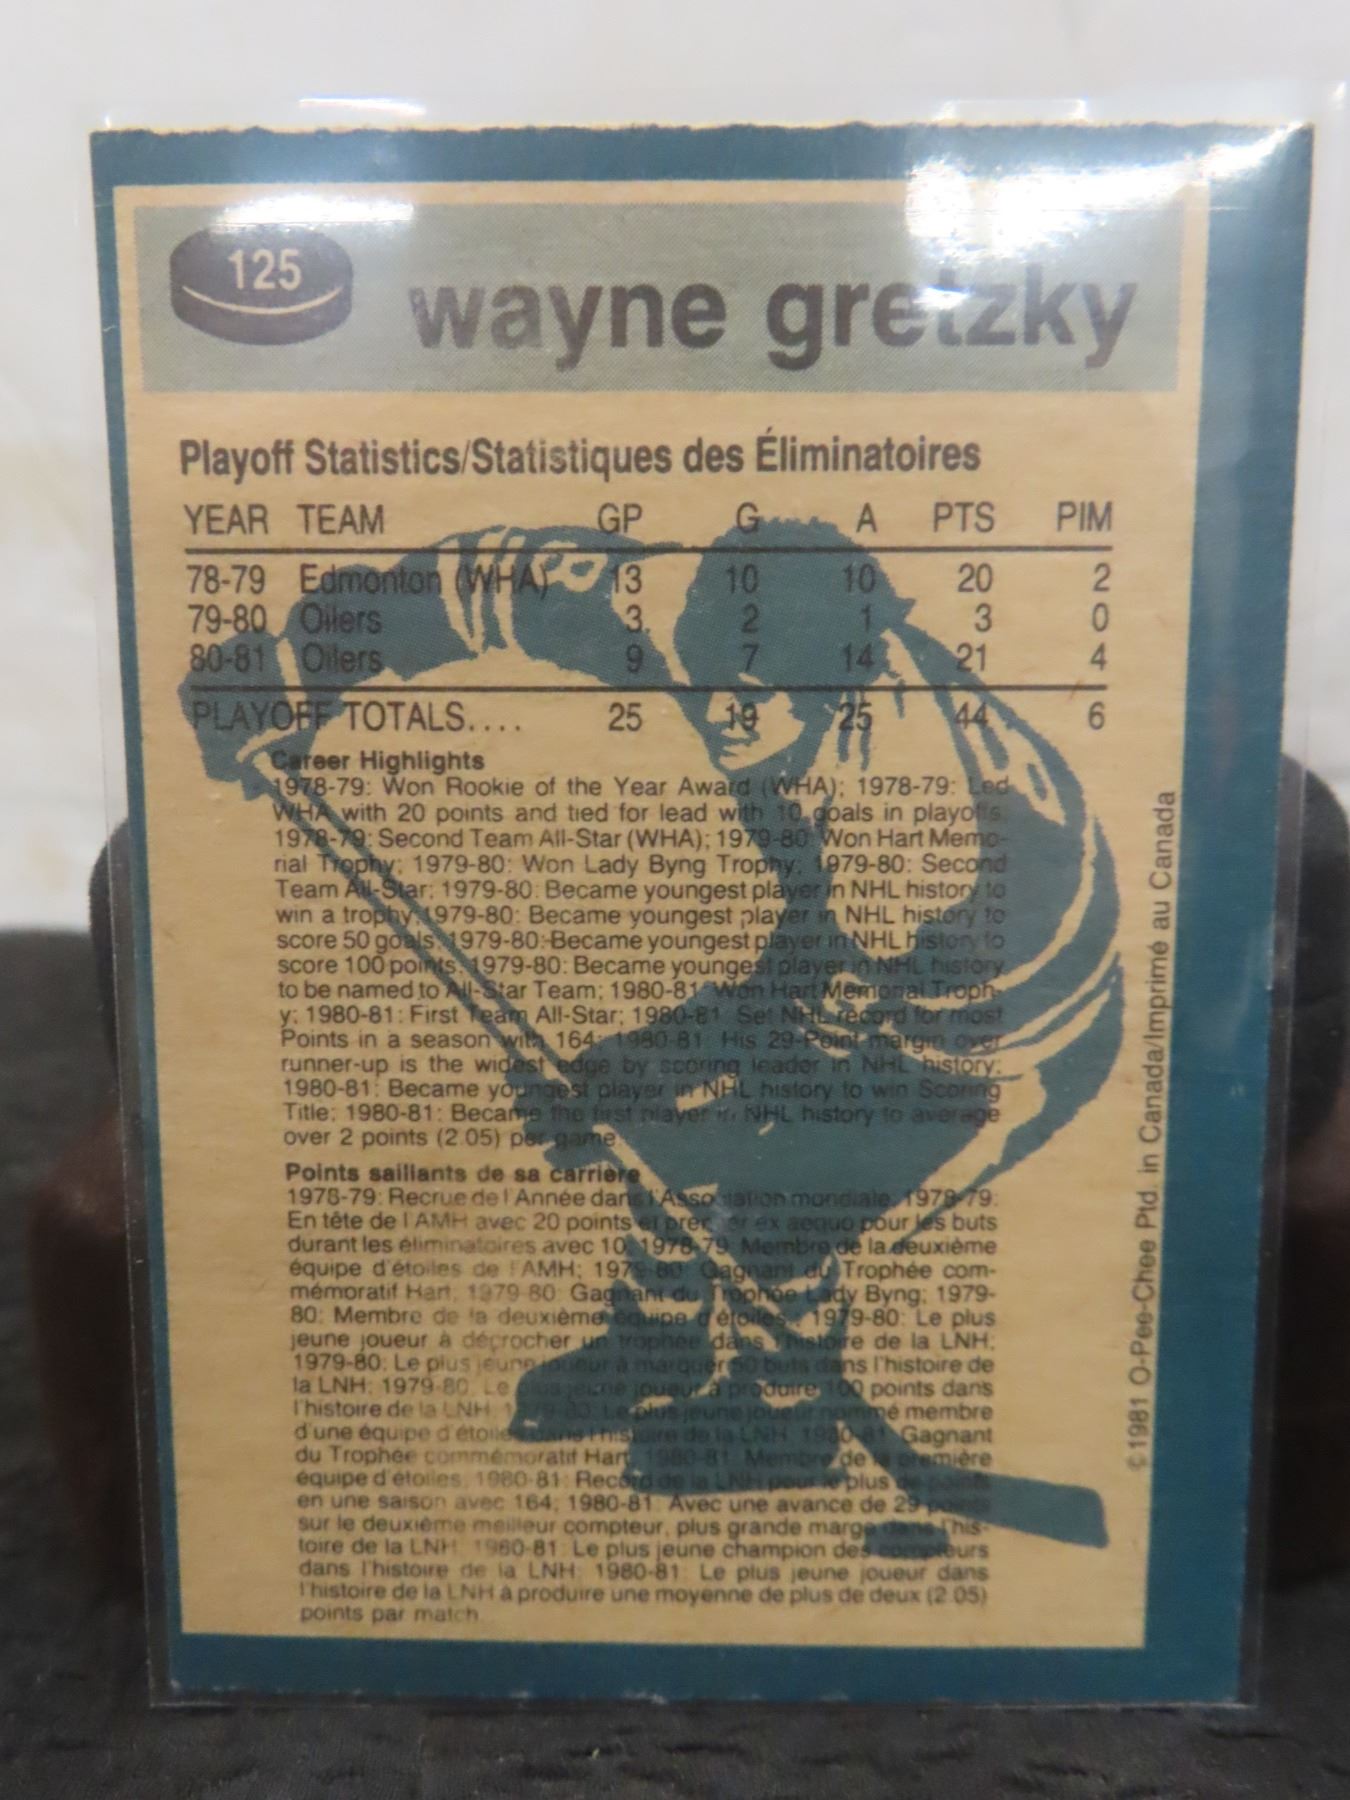 125
wayne gretzky
Playoff Statistics/Statistiques des Éliminatoires
YEAR TEAM GP G A PTS PIM
78-79 Edmonton (WHA) 13 10 10 20 2
79-80 Oilers 3 2 1 3 0
80-81 Oilers 9 7 14 21 4
PLAYOFF TOTALS.... 25 19 25 44 6
Career Highlights
1978-79: Won Rookie of the Year Award (WHA); 1978-79: Led
WHA with 20 points and tied for lead with 10 goals in playoffs.
1978-79: Second Team All-Star (WHA); 1979-80: Won Hart Memo-
rial Trophy; 1979-80: Won Lady Byng Trophy; 1979-80: Second
Team All-Star; 1979-80: Became youngest player in NHL history to
win a trophy; 1979-80: Became youngest player in NHL history to
score 50 goals; 1979-80: Became youngest player in NHL history to
score 100 points; 1979-80: Became youngest player in NHL history
to be named to All-Star Team; 1980-81: Won Hart Memorial Troph-
y; 1980-81: First Team All-Star; 1980-81: Set NHL record for most
Points in a season with 164; 1980-81: His 29-Point margin over
runner-up is the widest edge by scoring leader in NHL history;
1980-81: Became youngest player in NHL history to win Scoring
Title; 1980-81: Became the first player in NHL history to average
over 2 points (2.05) per game.
Points saillants de sa carrière
1978-79: Recrue de l'Année dans l'Association mondiale; 1978-79:
En tête de l'AMH avec 20 points et premier ex aequo pour les buts
durant les éliminatoires avec 10; 1978-79: Membre de la deuxième
équipe d'étoiles de l'AMH; 1979-80: Gagnant du Trophée com-
mémoratif Hart; 1979-80: Gagnant du Trophée Lady Byng; 1979-
80: Membre de la deuxième équipe d'étoiles; 1979-80: Le plus
jeune joueur à décrocher un trophée dans l'histoire de la LNH;
1979-80: Le plus jeune joueur à marquer 50 buts dans l'histoire de
la LNH; 1979-80: Le plus jeune joueur à produire 100 points dans
l'histoire de la LNH; 1979-80: Le plus jeune joueur nommé membre
d'une équipe d'étoiles dans l'histoire de la LNH; 1980-81: Gagnant
du Trophée commémoratif Hart; 1980-81: Membre de la première
équipe d'étoiles; 1980-81: Record de la LNH pour le plus de points
en une saison avec 164; 1980-81: Avec une avance de 29 points
sur le deuxième meilleur compteur, plus grande marge dans l'his-
toire de la LNH; 1980-81: Le plus jeune champion des compteurs
dans l'histoire de la LNH; 1980-81: Le plus jeune joueur dans
l'histoire de la LNH à produire une moyenne de plus de deux (2.05)
points par match.
©1981 O-Pee-Chee Ptd. in Canada/Imprimé au Canada